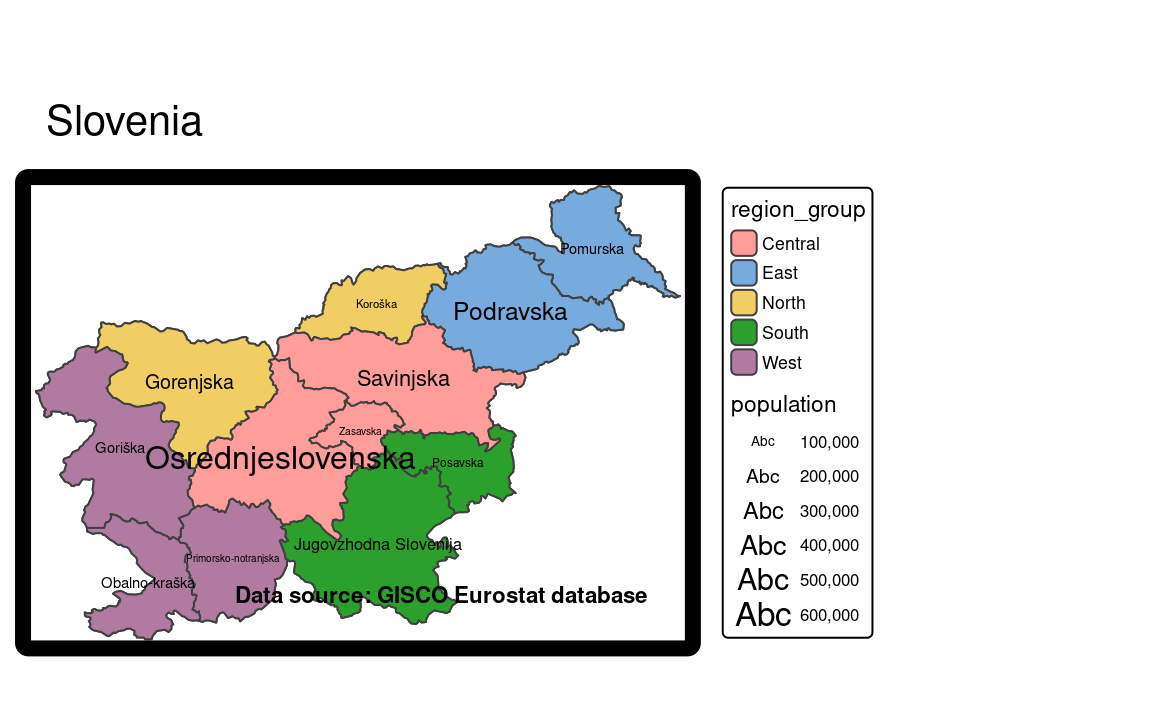 Slovenia
Pomurska
Koroška
Podravska
Gorenjska
Savinjska
Zasavska
Goriška
Osrednjeslovenska
Posavska
Jugovzhodna Slovenija
Primorsko-notranjska
Obalno-kraška
Data source: GISCO Eurostat database
region_group
Central
East
North
South
West
population
Abc 100,000
Abc 200,000
Abc 300,000
Abc 400,000
Abc 500,000
Abc 600,000